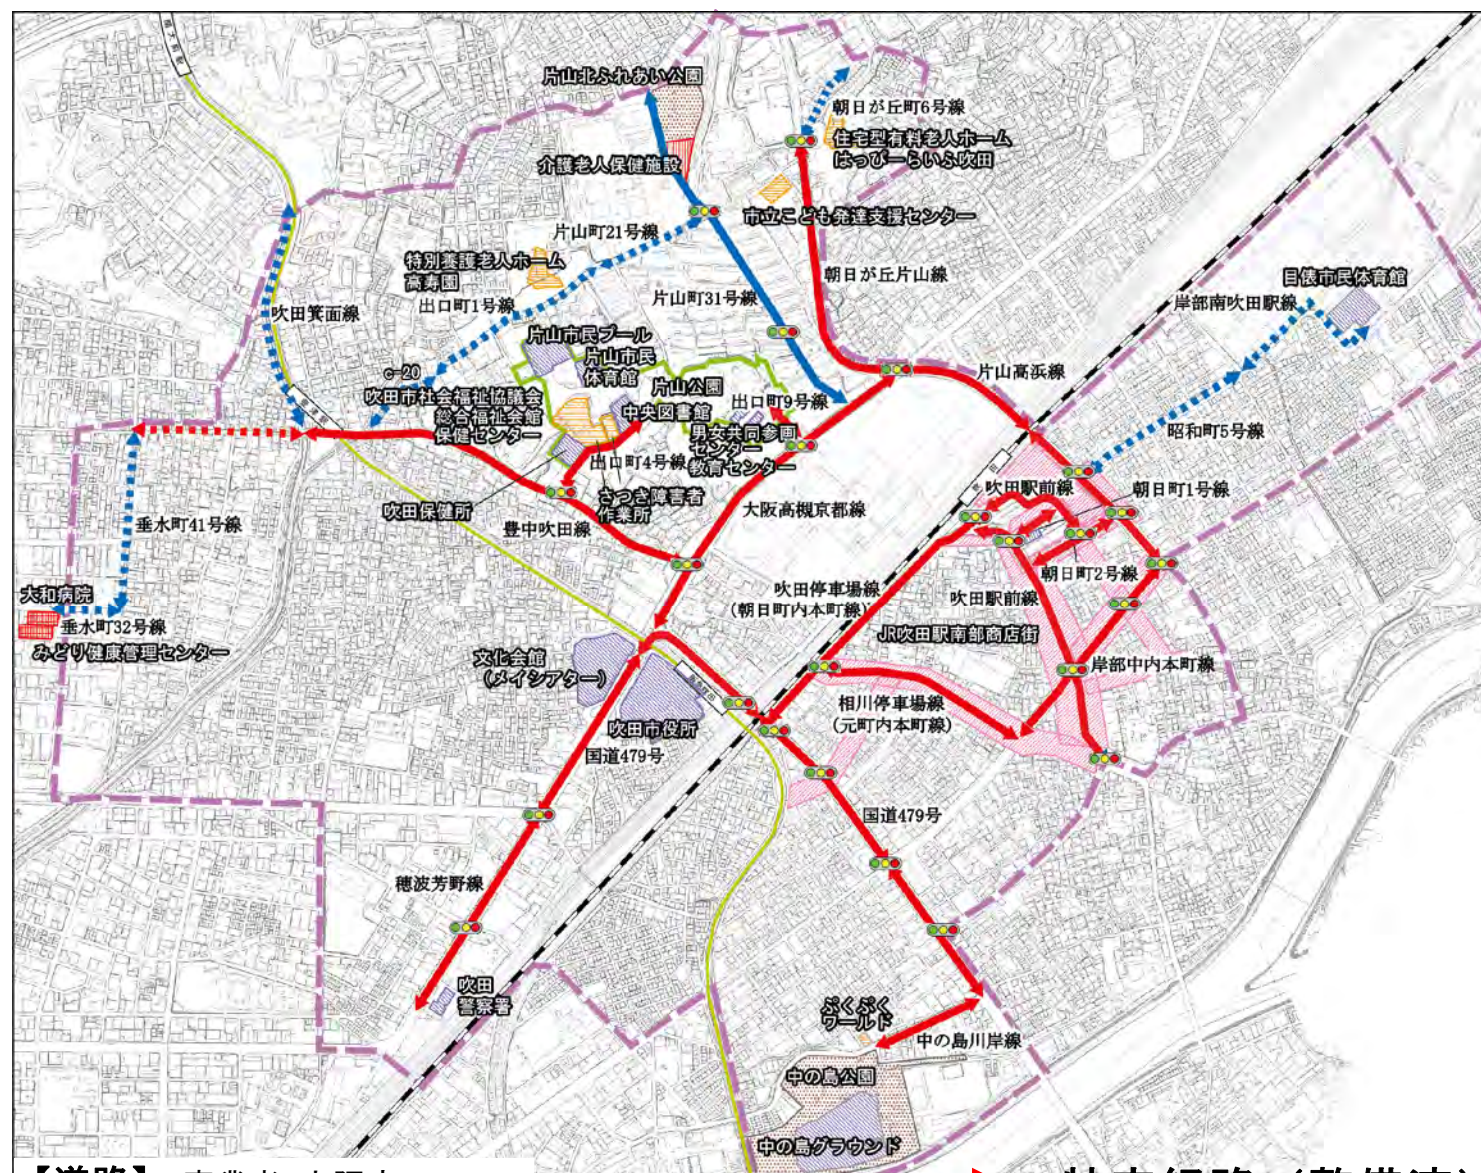 片山北ふれあい公園
朝日が丘町6号線
住宅型有料老人ホーム
はっぴーらいふ吹田
介護老人保健施設
市立こども発達支援センター
片山町21号線
特別養護老人ホーム
高寿園
朝日が丘片山線
目俵市民体育館
出口町1号線
片山町31号線
岸部南吹田駅線
吹田箕面線
片山市民プール
片山市民
体育館
片山高浜線
c-20
片山公園
吹田市社会福祉協議会
総合福祉会館
保健センター
中央図書館
出口町9号線
男女共同参画
センター
教育センター
昭和町5号線
出口町4号線
吹田駅前線
朝日町1号線
さつき障害者
作業所
吹田保健所
大阪高槻京都線
垂水町41号線
豊中吹田線
朝日町2号線
大和病院
吹田停車場線
(朝日町内本町線)
吹田駅前線
垂水町32号線
みどり健康管理センター
JR吹田駅南部商店街
文化会館
(メイシアター)
岸部中内本町線
相川停車場線
(元町内本町線)
吹田市役所
国道479号
国道479号
穂波芳野線
吹田
警察署
ぷくぷく
ワールド
中の島川岸線
中の島公園
中の島グラウンド
【道路】